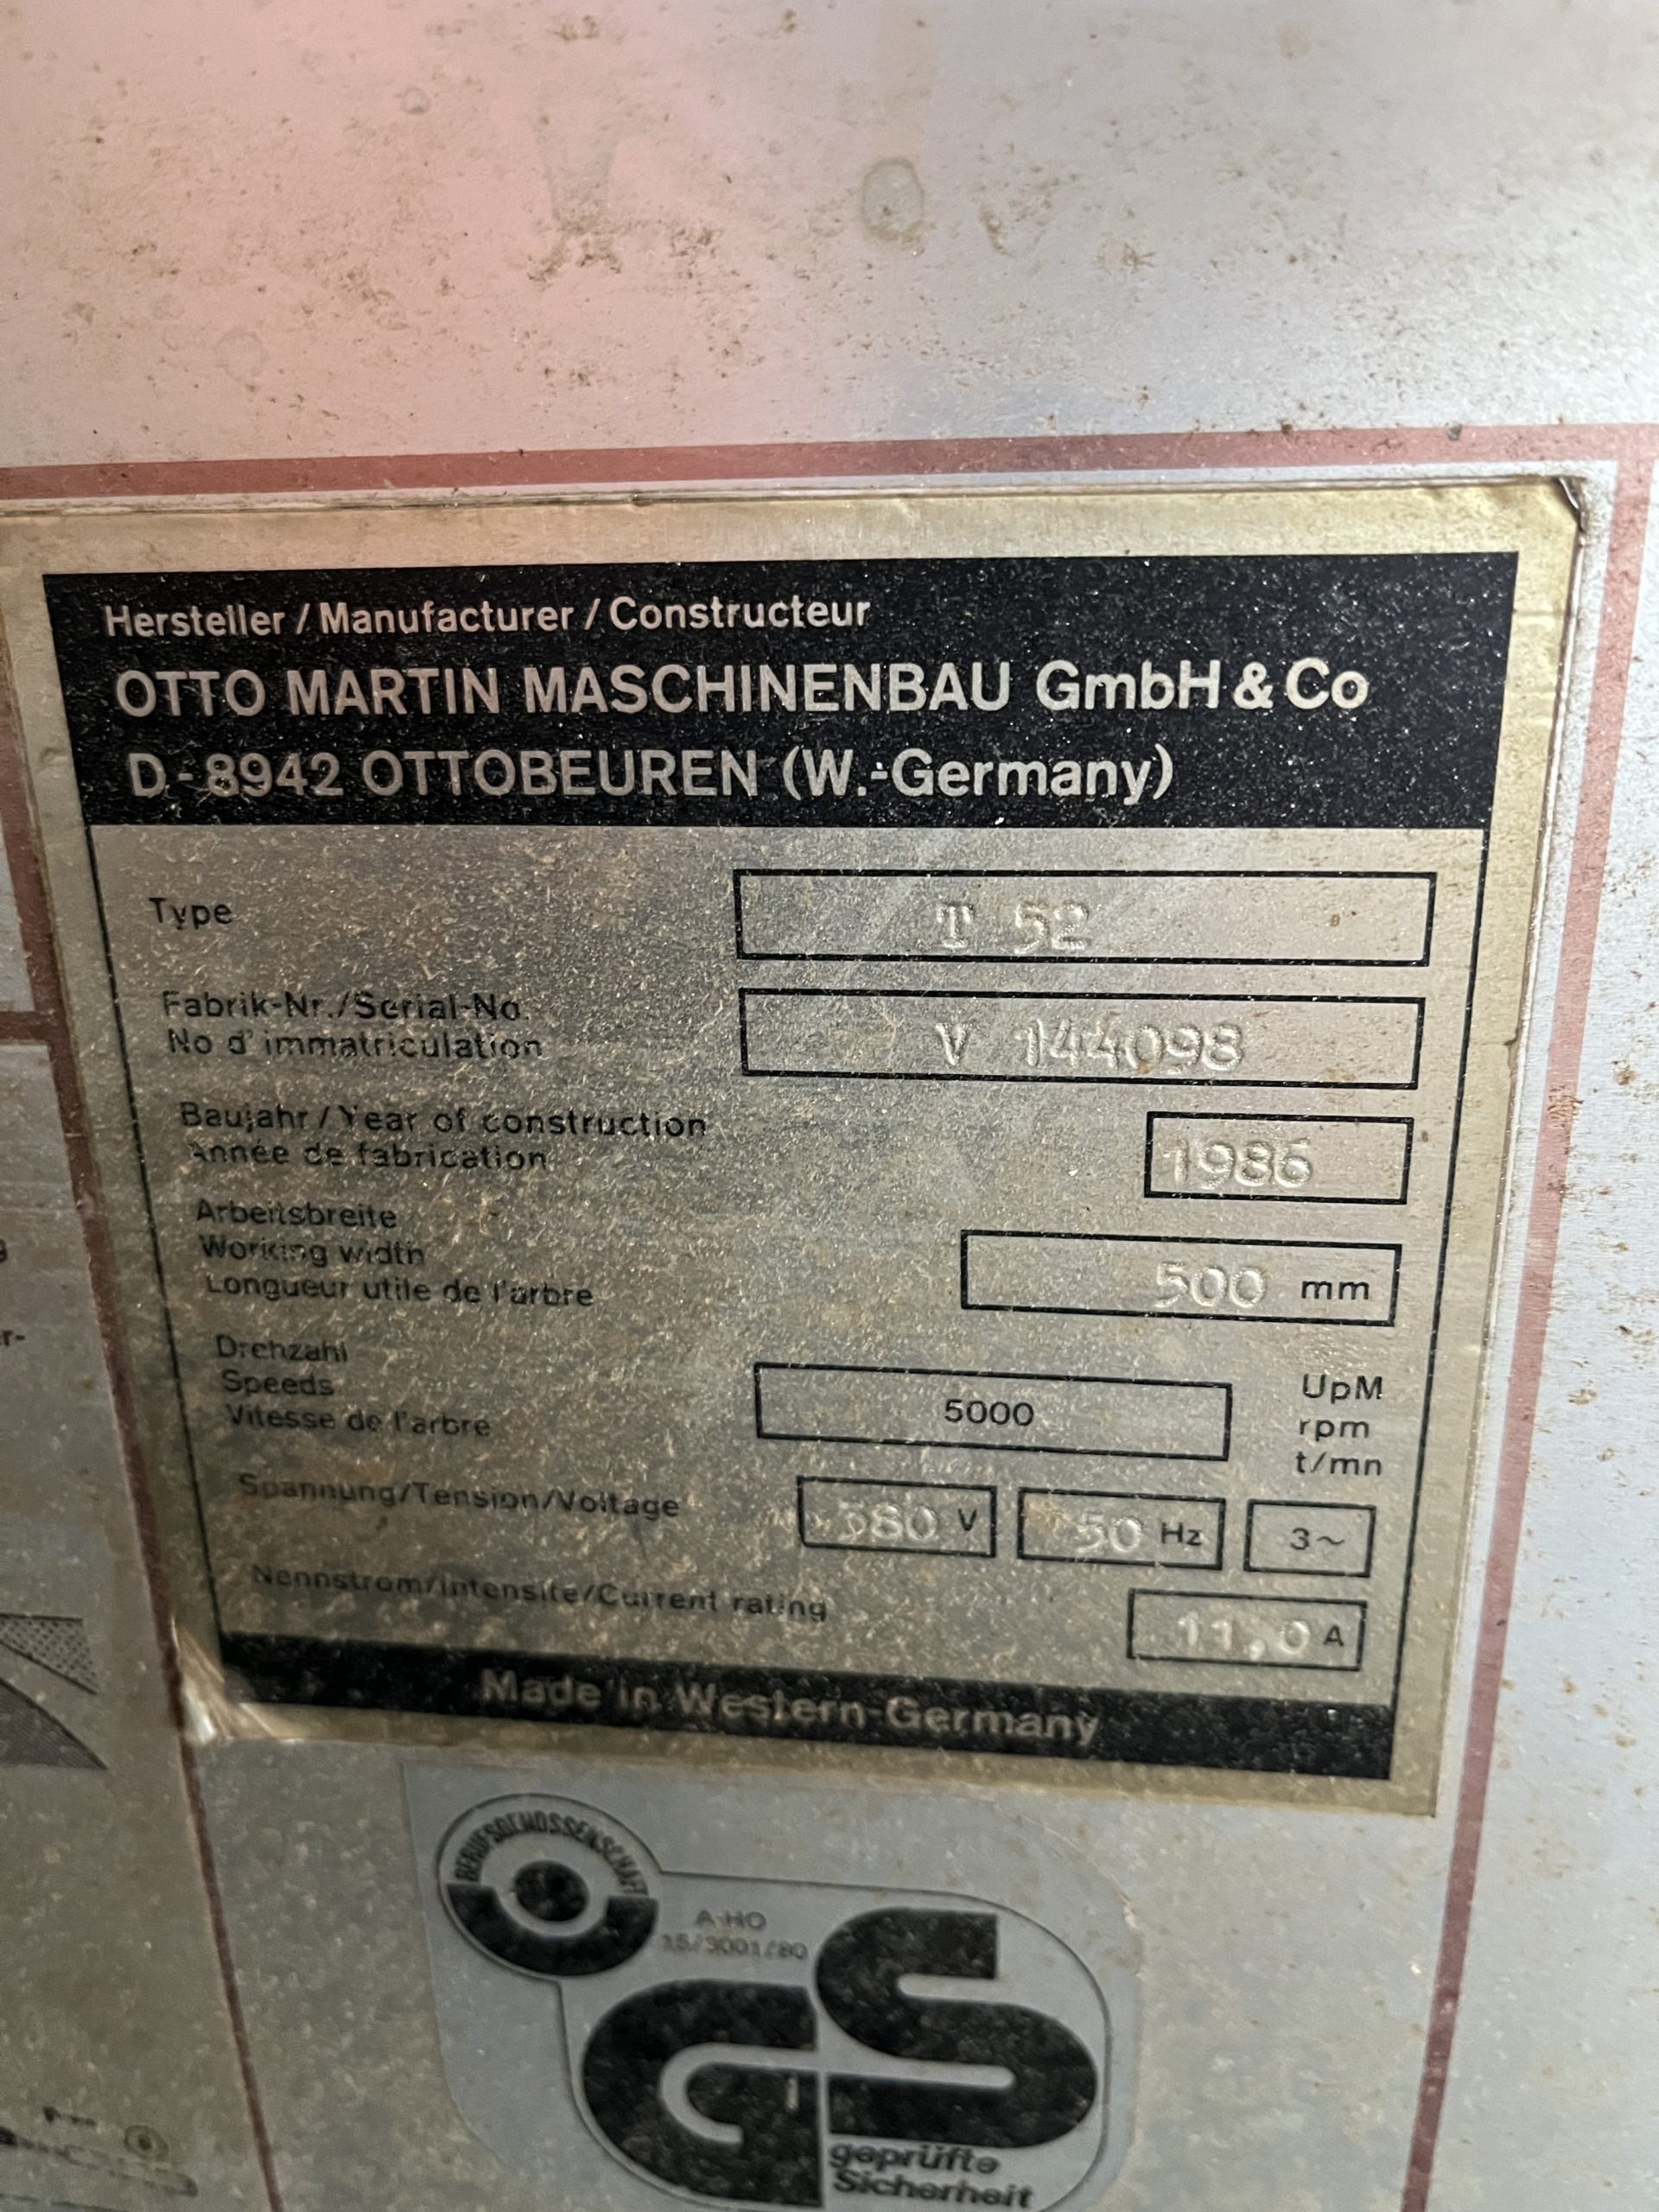 Hersteller / Manufacturer / Constructeur
OTTO MARTIN MASCHINENBAU GmbH & Co
D-8942 OTTOBEUREN (W.-Germany)
Type T 52
Fabrik-Nr./Serial-No.
No d'immatriculation V 144098
Baujahr / Year of construction
Année de fabrication 1986
Arbeitsbreite
Working width
Longueur utile de l'arbre 500 mm
Drehzahl
Speeds
Vitesse de l'arbre 5000
UpM
rpm
t/mn
Spannung/Tension/Voltage 380 V 50 Hz 3~
Nennstrom/Intensite/Current rating 11,0 A
Made in Western-Germany
BERUFSGENOSSENSCHAFT
A-HO
GS
geprüfte
Sicherheit